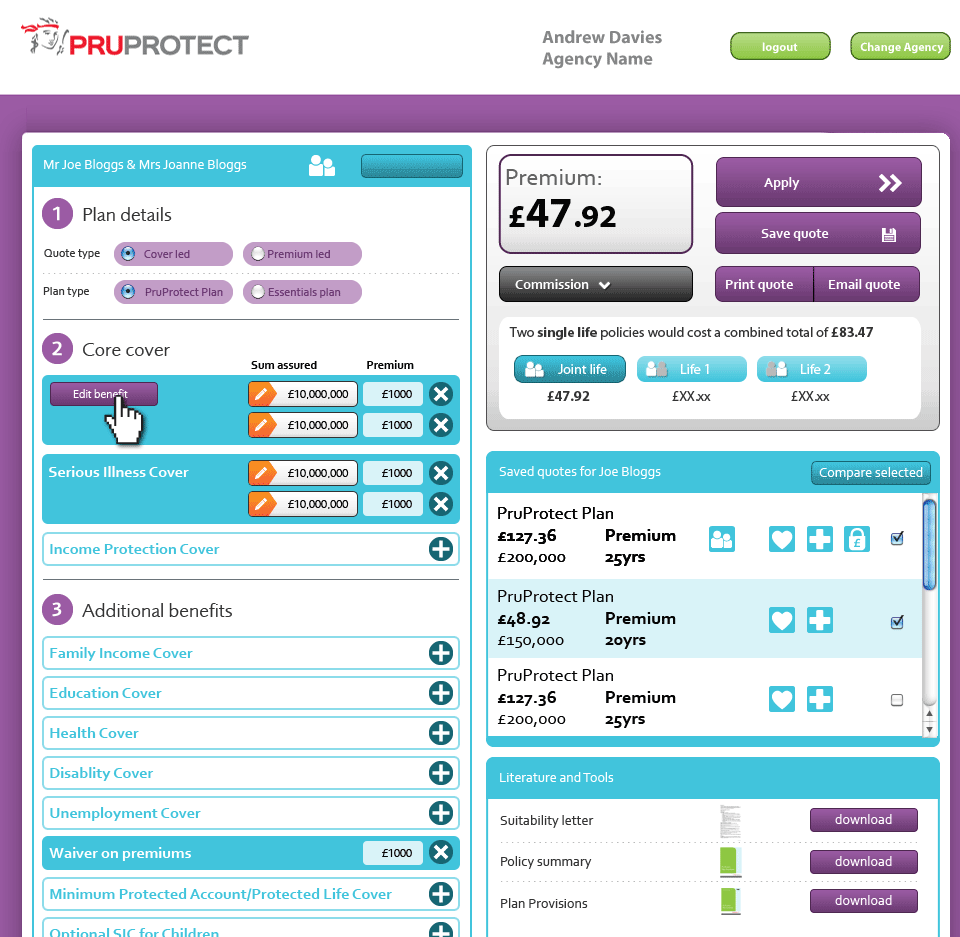 PRUPROTECT
Andrew Davies
Agency Name
logout
Change Agency
Mr Joe Bloggs & Mrs Joanne Bloggs
1 Plan details
Quote type Cover led Premium led
Plan type PruProtect Plan Essentials plan
2 Core cover
Sum assured Premium
Edit benefit £10,000,000 £1000
£10,000,000 £1000
Serious Illness Cover £10,000,000 £1000
£10,000,000 £1000
Income Protection Cover
3 Additional benefits
Family Income Cover
Education Cover
Health Cover
Disablity Cover
Unemployment Cover
Waiver on premiums £1000
Minimum Protected Account/Protected Life Cover
Optional SIC for Children
Premium:
£47.92
Apply
Save quote
Commission
Print quote Email quote
Two single life policies would cost a combined total of £83.47
Joint life Life 1 Life 2
£47.92 £XX.xx £XX.xx
Saved quotes for Joe Bloggs Compare selected
PruProtect Plan
£127.36 Premium
£200,000 25yrs
£
PruProtect Plan
£48.92 Premium
£150,000 20yrs
PruProtect Plan
£127.36 Premium
£200,000 25yrs
Literature and Tools
Suitability letter download
Policy summary download
Plan Provisions download